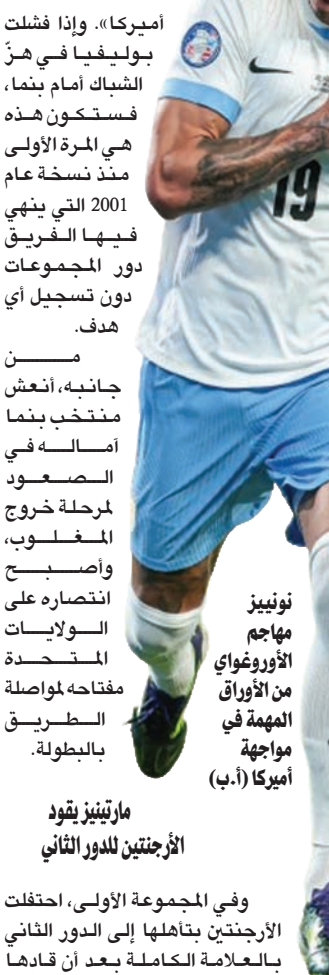 أميركا». وإذا فشلت
بوليفيا في هزّ
الشباك أمام بنما،
فستكون هذه
هي المرة الأولى
منذ نسخة عام
2001 التي ينهي
فيها الفريق
دور المجموعات
دون تسجيل أي
هدف.
من
جانبه، أنعش
منتخب بنما
آماله في
الصعود
لمرحلة خروج
المغلوب،
وأصبح
انتصاره على
الولايات
المتحدة
مفتاحه لمواصلة
الطريق
بالبطولة.
19
نونييز
مهاجم
الأوروغواي
من الأوراق
المهمة في
مواجهة
أميركا (أ.ب)
مارتينيز يقود
الأرجنتين للدور الثاني
وفي المجموعة الأولى، احتفلت
الأرجنتين بتأهلها إلى الدور الثاني
بالعلامة الكاملة بعد أن قادها